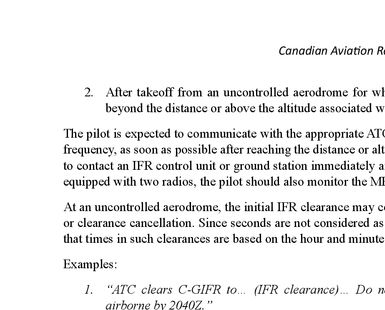 Canadian Aviation
2. After takeoff from an uncontrolled aerodrome for
beyond the distance or above the altitude associated
The pilot is expected to communicate with the appropriate ATC
frequency, as soon as possible after reaching the distance or
to contact an IFR control unit or ground station immediately
equipped with two radios, the pilot should also monitor the
At an uncontrolled aerodrome, the initial IFR clearance may
or clearance cancellation. Since seconds are not considered as
that times in such clearances are based on the hour and minute
Examples:
1. “ATC clears C-GIFR to… (IFR clearance)… Do
airborne by 2040Z.”